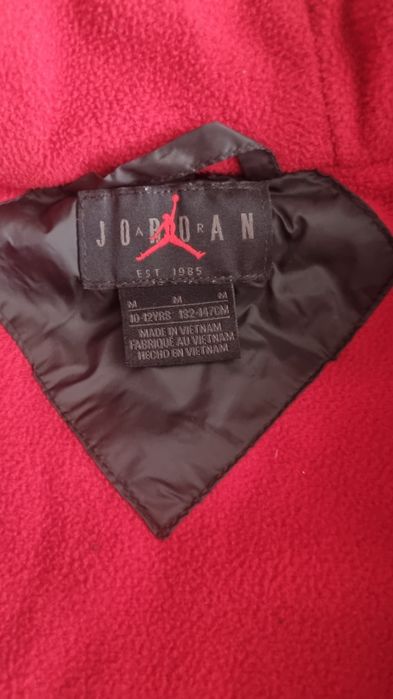 JORDAN
AIR
EST 1985
M M M
10-12YRS 132-147CM
MADE IN VIETNAM
FABRIQUÉ AU VIETNAM
HECHO EN VIETNAM